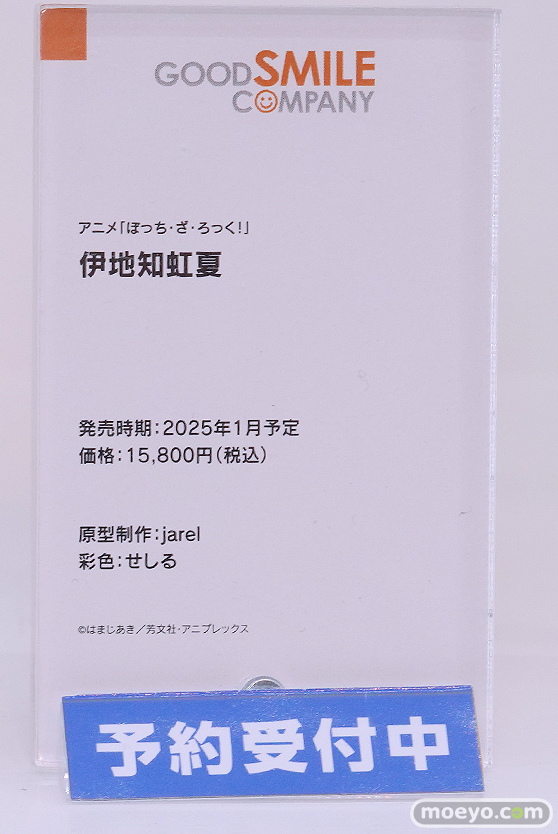 GOODSMILE
COMPANY
アニメ「ぼっち・ざ・ろっく!」
伊地知虹夏
発売時期:2025年1月予定
価格:15,800円(税込)
原型制作:jarel
彩色:せしる
©はまじあき/芳文社・アニプレックス
予約受付中
moeyo.com